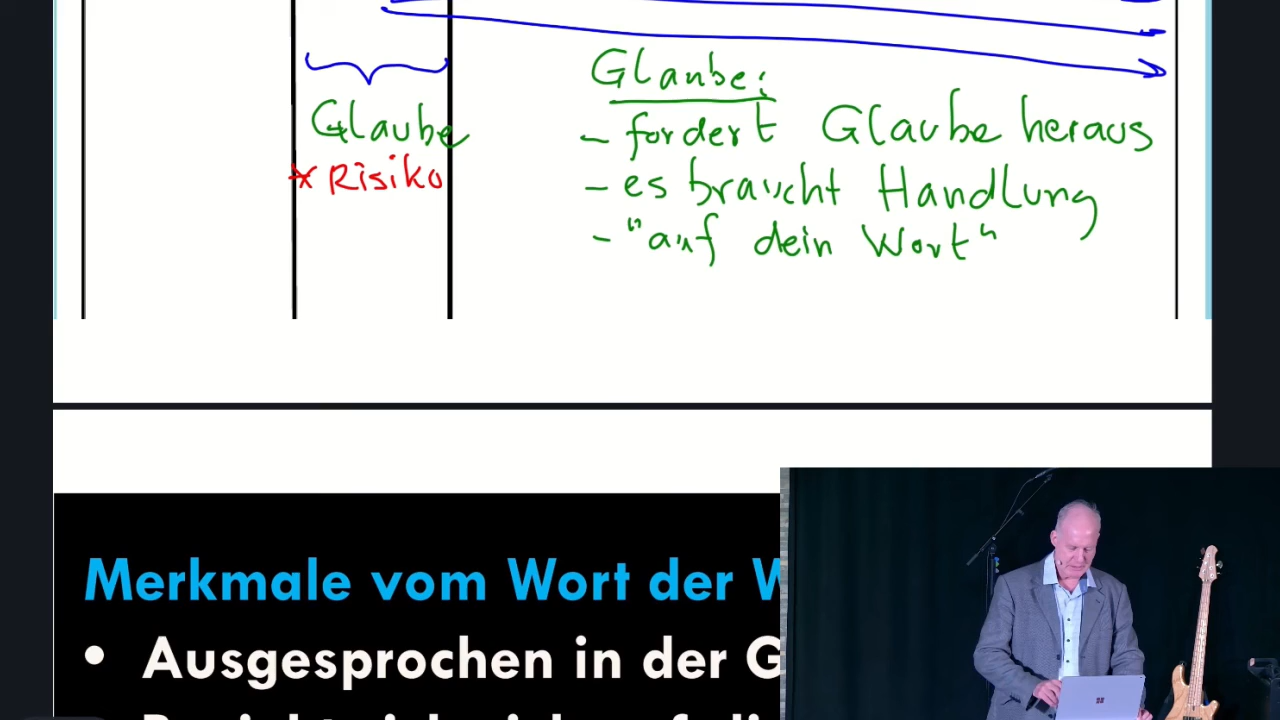 Glaube:
Glaube
- fordert Glaube heraus
* Risiko
- es braucht Handlung
- "auf dein Wort"
Merkmale vom Wort der
• Ausgesprochen in der